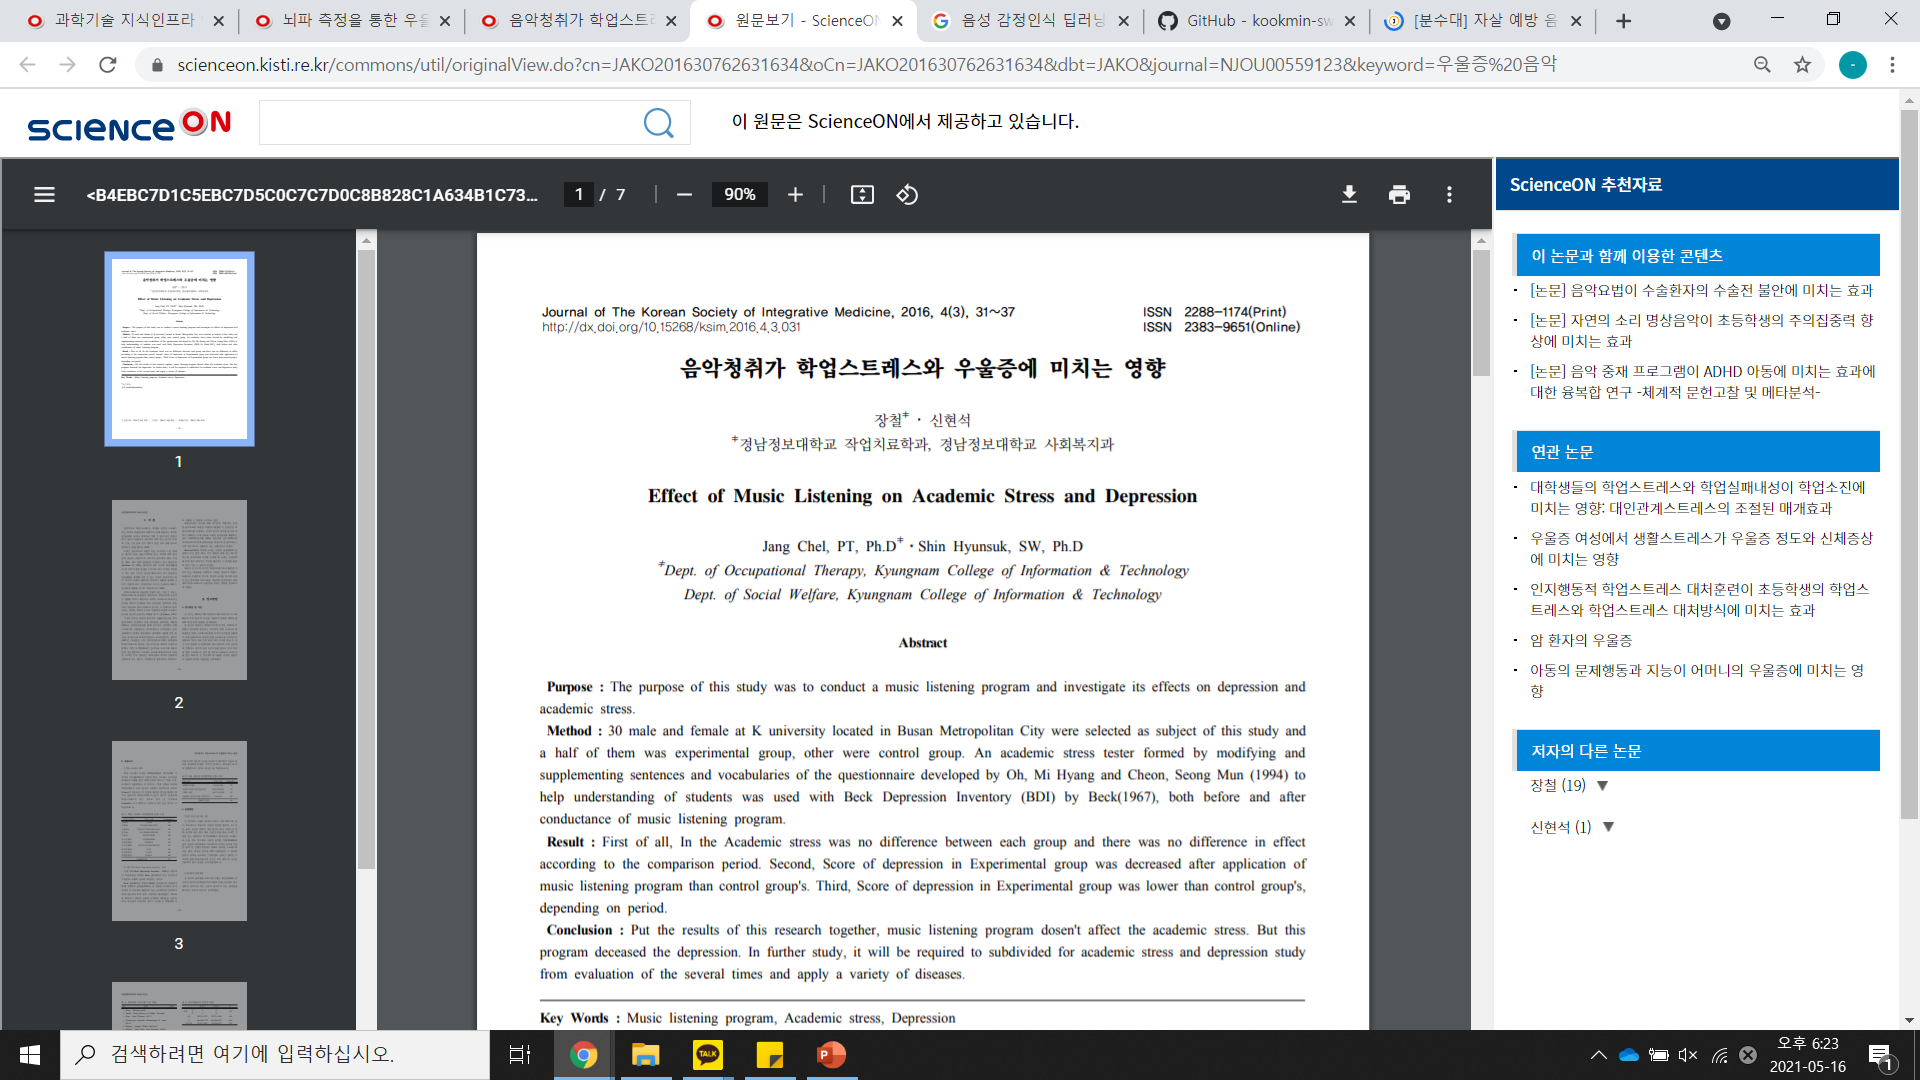 과학기술 지식인프라
뇌파 측정을 통한 우울
음악청취가 학업스트레
원문보기 - ScienceON
음성 감정인식 딥러닝
GitHub - kookmin-sw
[분수대] 자살 예방 음
scienceon.kisti.re.kr/commons/util/originalView.do?cn=JAKO201630762631634&oCn=JAKO201630762631634&dbt=JAKO&journal=NJOU00559123&keyword=우울증%20음악
SCIENCE ON
이 원문은 ScienceON에서 제공하고 있습니다.
<B4EBC7D1C5EBC7D5C0C7C7D0C8B828C1A634B1C73...
1 / 7
90%
1
2
3
Journal of The Korean Society of Integrative Medicine, 2016, 4(3), 31～37
ISSN 2288-1174(Print)
http://dx.doi.org/10.15268/ksim.2016.4.3.031
ISSN 2383-9651(Online)
음악청취가 학업스트레스와 우울증에 미치는 영향
장철‡ · 신현석
‡경남정보대학교 작업치료학과, 경남정보대학교 사회복지과
Effect of Music Listening on Academic Stress and Depression
Jang Chel, PT, Ph.D‡ · Shin Hyunsuk, SW, Ph.D
‡Dept. of Occupational Therapy, Kyungnam College of Information & Technology
Dept. of Social Welfare, Kyungnam College of Information & Technology
Abstract
Purpose : The purpose of this study was to conduct a music listening program and investigate its effects on depression and
academic stress.
Method : 30 male and female at K university located in Busan Metropolitan City were selected as subject of this study and
a half of them was experimental group, other were control group. An academic stress tester formed by modifying and
supplementing sentences and vocabularies of the questionnaire developed by Oh, Mi Hyang and Cheon, Seong Mun (1994) to
help understanding of students was used with Beck Depression Inventory (BDI) by Beck(1967), both before and after
conductance of music listening program.
Result : First of all, In the Academic stress was no difference between each group and there was no difference in effect
according to the comparison period. Second, Score of depression in Experimental group was decreased after application of
music listening program than control group's. Third, Score of depression in Experimental group was lower than control group's,
depending on period.
Conclusion : Put the results of this research together, music listening program dosen't affect the academic stress. But this
program deceased the depression. In further study, it will be required to subdivided for academic stress and depression study
from evaluation of the several times and apply a variety of diseases.
Key Words : Music listening program, Academic stress, Depression
ScienceON 추천자료
이 논문과 함께 이용한 콘텐츠
[논문] 음악요법이 수술환자의 수술전 불안에 미치는 효과
[논문] 자연의 소리 명상음악이 초등학생의 주의집중력 향
상에 미치는 효과
[논문] 음악 중재 프로그램이 ADHD 아동에 미치는 효과에
대한 융복합 연구 -체계적 문헌고찰 및 메타분석-
연관 논문
대학생들의 학업스트레스와 학업실패내성이 학업소진에
미치는 영향: 대인관계스트레스의 조절된 매개효과
우울증 여성에서 생활스트레스가 우울증 정도와 신체증상
에 미치는 영향
인지행동적 학업스트레스 대처훈련이 초등학생의 학업스
트레스와 학업스트레스 대처방식에 미치는 효과
암 환자의 우울증
아동의 문제행동과 지능이 어머니의 우울증에 미치는 영
향
저자의 다른 논문
장철 (19) ▼
신현석 (1) ▼
검색하려면 여기에 입력하십시오.
TALK
오후 6:23
2021-05-16
1